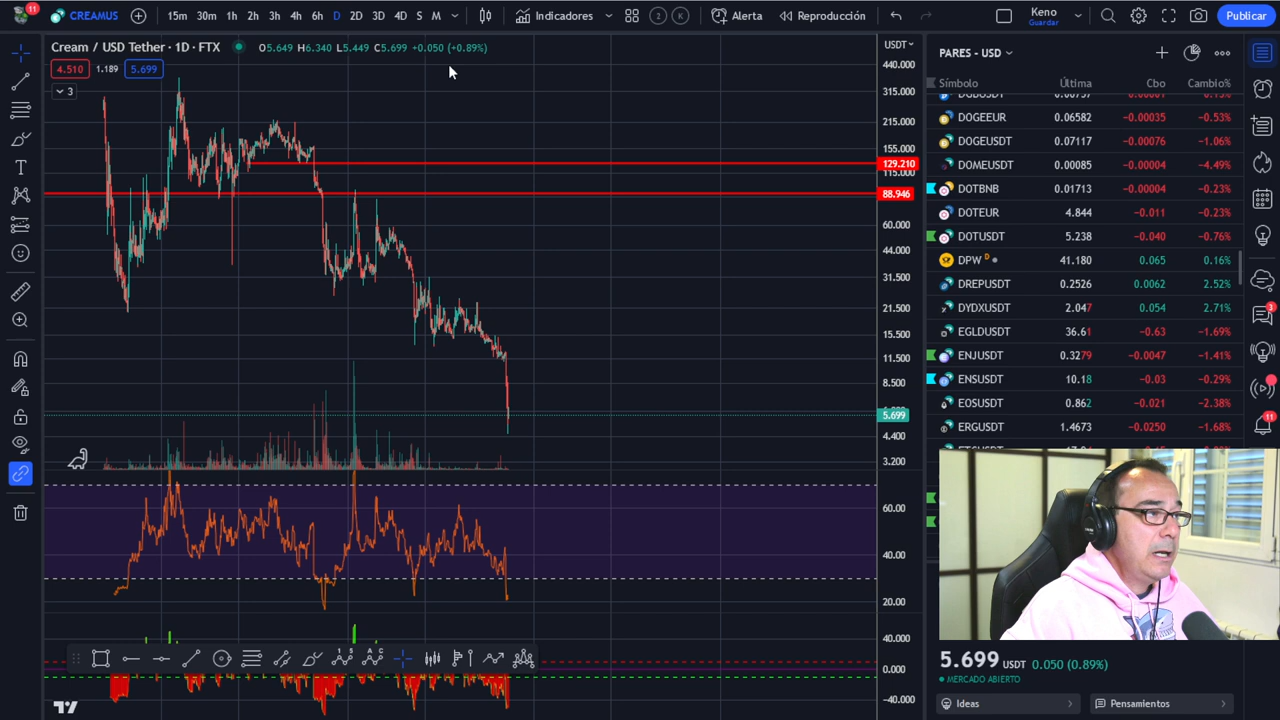 11
CREAMUS
15m 30m 1h 2h 3h 4h 6h D 2D 3D 4D S M
Indicadores
2 K
Alerta
Reproducción
Keno
Guardar
Publicar
Cream / USD Tether · 1D · FTX
O5.649 H6.340 L5.449 C5.699 +0.050 (+0.89%)
4.510 1.189 5.699
3
USDT
440.000
315.000
215.000
155.000
129.210
115.000
88.946
60.000
44.000
31.500
21.500
15.500
11.500
8.500
5.699
4.400
3.200
60.00
40.00
20.00
40.000
0.000
-40.000
PARES - USD
Símbolo Última Cbo Cambio%
DOGEEUR 0.06582 −0.00035 −0.53%
DOGEUSDT 0.07117 −0.00076 −1.06%
DOMEUSDT 0.00085 −0.00004 −4.49%
DOTBNB 0.01713 −0.00004 −0.23%
DOTEUR 4.844 −0.011 −0.23%
DOTUSDT 5.238 −0.040 −0.76%
DPW D 41.180 0.065 0.16%
DREPUSDT 0.2526 0.0062 2.52%
DYDXUSDT 2.047 0.054 2.71%
EGLDUSDT 36.61 −0.63 −1.69%
ENJUSDT 0.3279 −0.0047 −1.41%
ENSUSDT 10.18 −0.03 −0.29%
EOSUSDT 0.862 −0.021 −2.38%
ERGUSDT 1.4673 −0.0250 −1.68%
3
11
5.699 USDT 0.050 (0.89%)
MERCADO ABIERTO
Ideas
Pensamientos